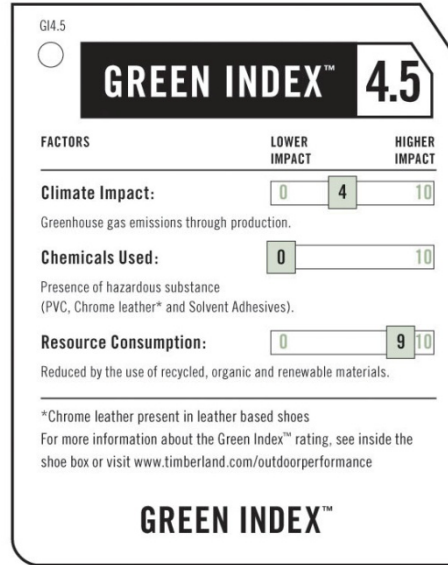 GI4.5
GREEN INDEX™ 4.5
FACTORS LOWER IMPACT HIGHER IMPACT
Climate Impact: 0 4 10
Greenhouse gas emissions through production.
Chemicals Used: 0 10
Presence of hazardous substance
(PVC, Chrome leather* and Solvent Adhesives).
Resource Consumption: 0 9 10
Reduced by the use of recycled, organic and renewable materials.
*Chrome leather present in leather based shoes
For more information about the Green Index™ rating, see inside the
shoe box or visit www.timberland.com/outdoorperformance
GREEN INDEX™